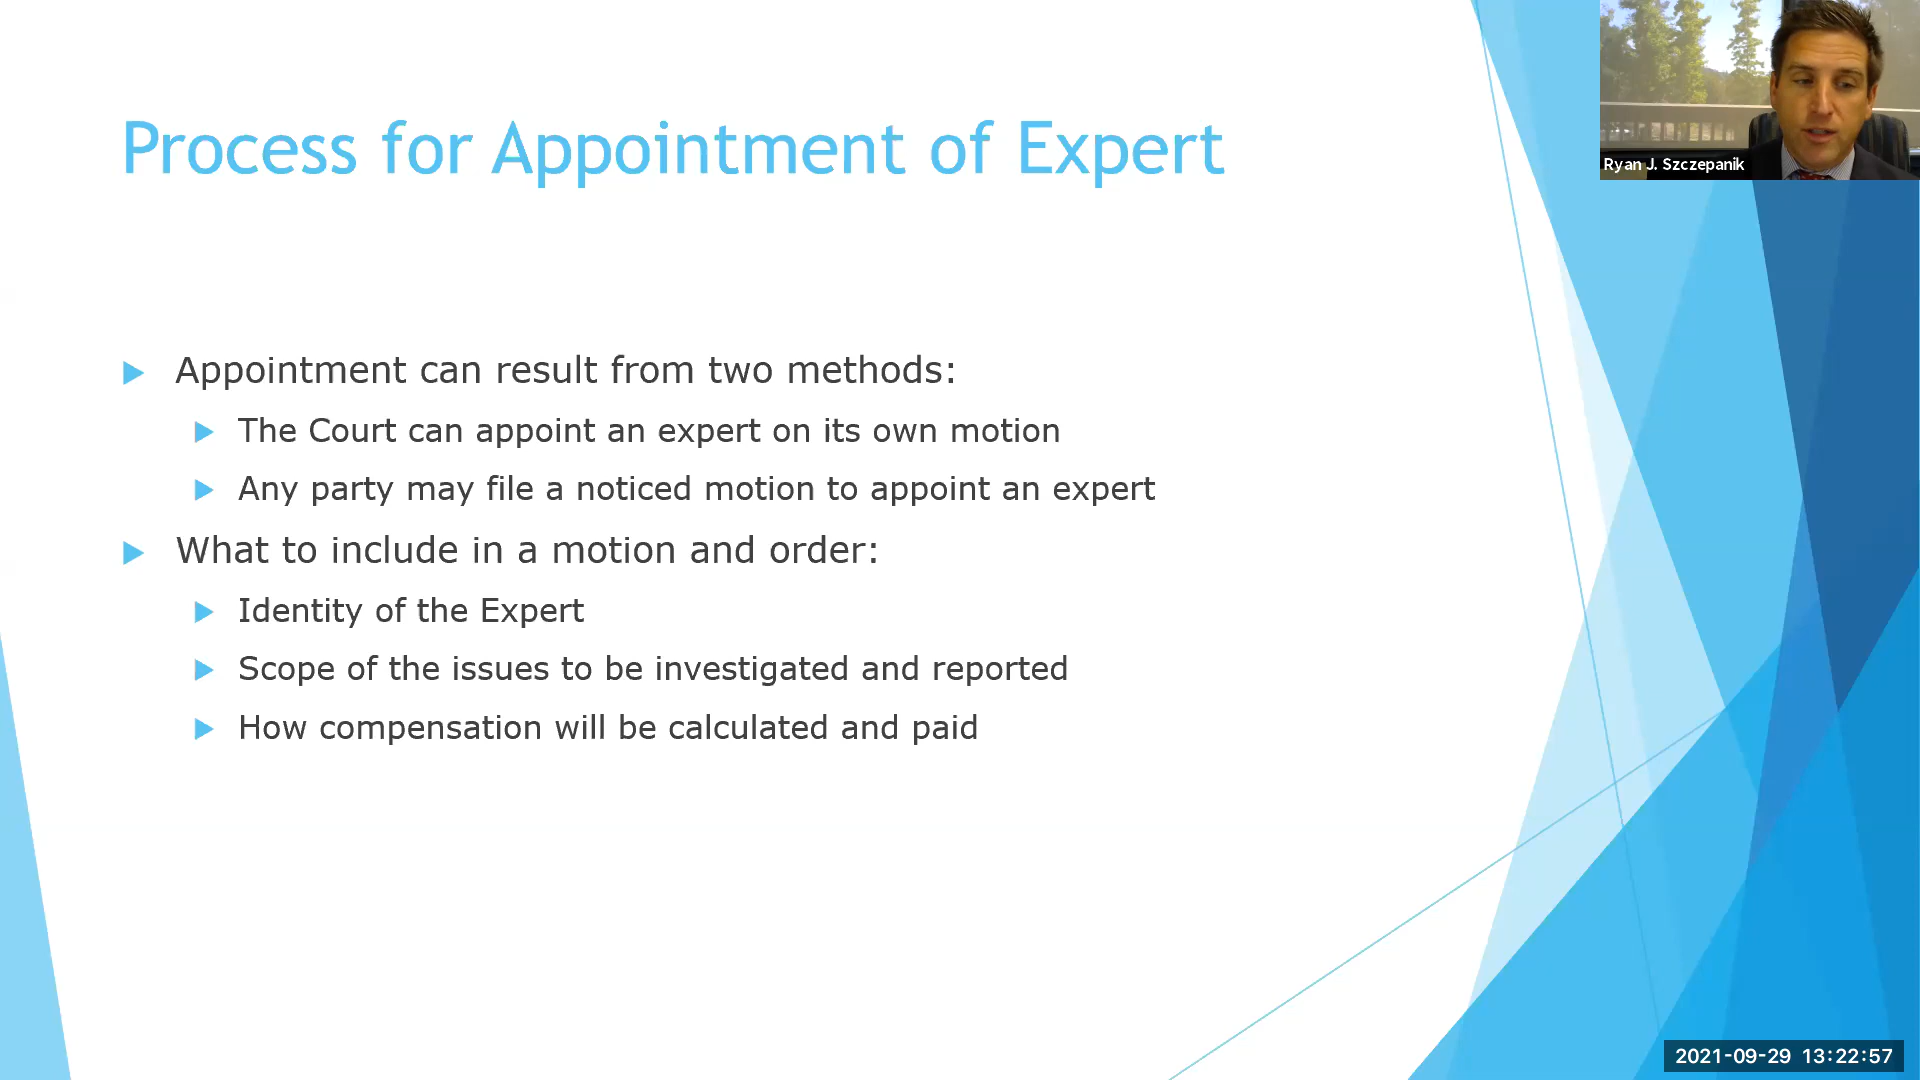 Process for Appointment of Expert
Ryan J. Szczepanik
Appointment can result from two methods:
The Court can appoint an expert on its own motion
Any party may file a noticed motion to appoint an expert
What to include in a motion and order:
Identity of the Expert
Scope of the issues to be investigated and reported
How compensation will be calculated and paid
2021-09-29 13:22:57